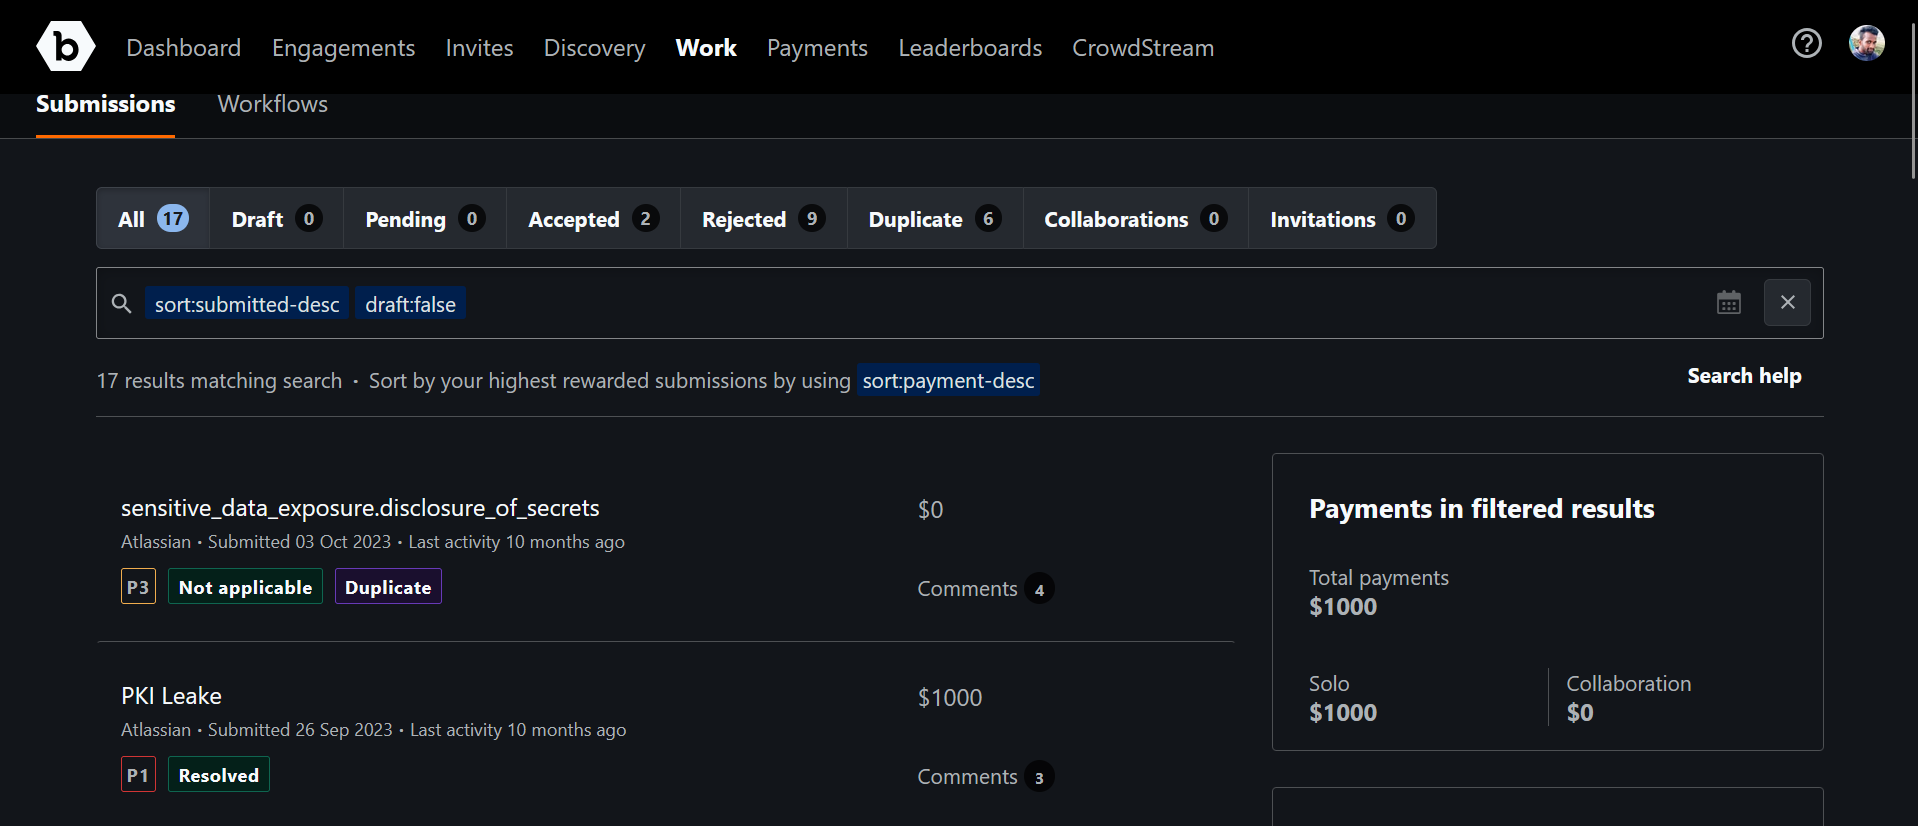 b Dashboard Engagements Invites Discovery Work Payments Leaderboards CrowdStream ?
Submissions Workflows
All 17 Draft 0 Pending 0 Accepted 2 Rejected 9 Duplicate 6 Collaborations 0 Invitations 0
sort:submitted-desc draft:false
17 results matching search · Sort by your highest rewarded submissions by using sort:payment-desc
Search help
sensitive_data_exposure.disclosure_of_secrets $0
Atlassian • Submitted 03 Oct 2023 • Last activity 10 months ago
P3 Not applicable Duplicate Comments 4
PKI Leake $1000
Atlassian • Submitted 26 Sep 2023 • Last activity 10 months ago
P1 Resolved Comments 3
Payments in filtered results
Total payments
$1000
Solo Collaboration
$1000 $0